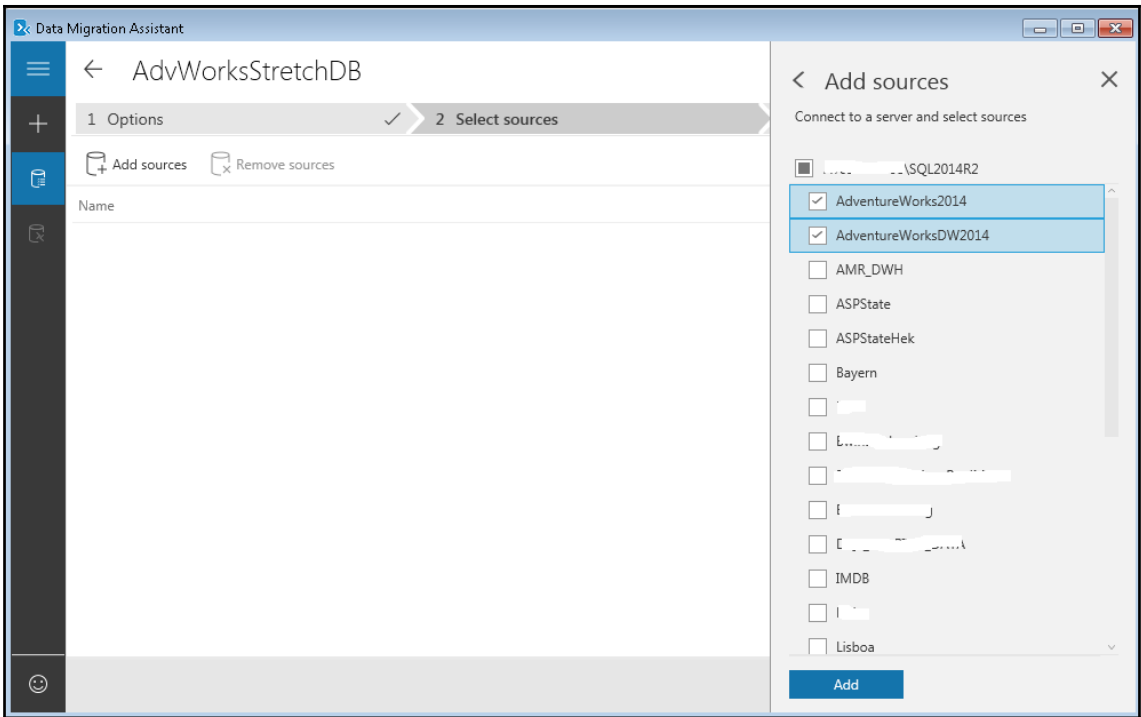 Data Migration Assistant
AdvWorksStretchDB
1 Options
2 Select sources
Add sources
Remove sources
Name
Add sources
Connect to a server and select sources
\SQL2014R2
AdventureWorks2014
AdventureWorksDW2014
AMR_DWH
ASPState
ASPStateHek
Bayern
IMDB
Lisboa
Add